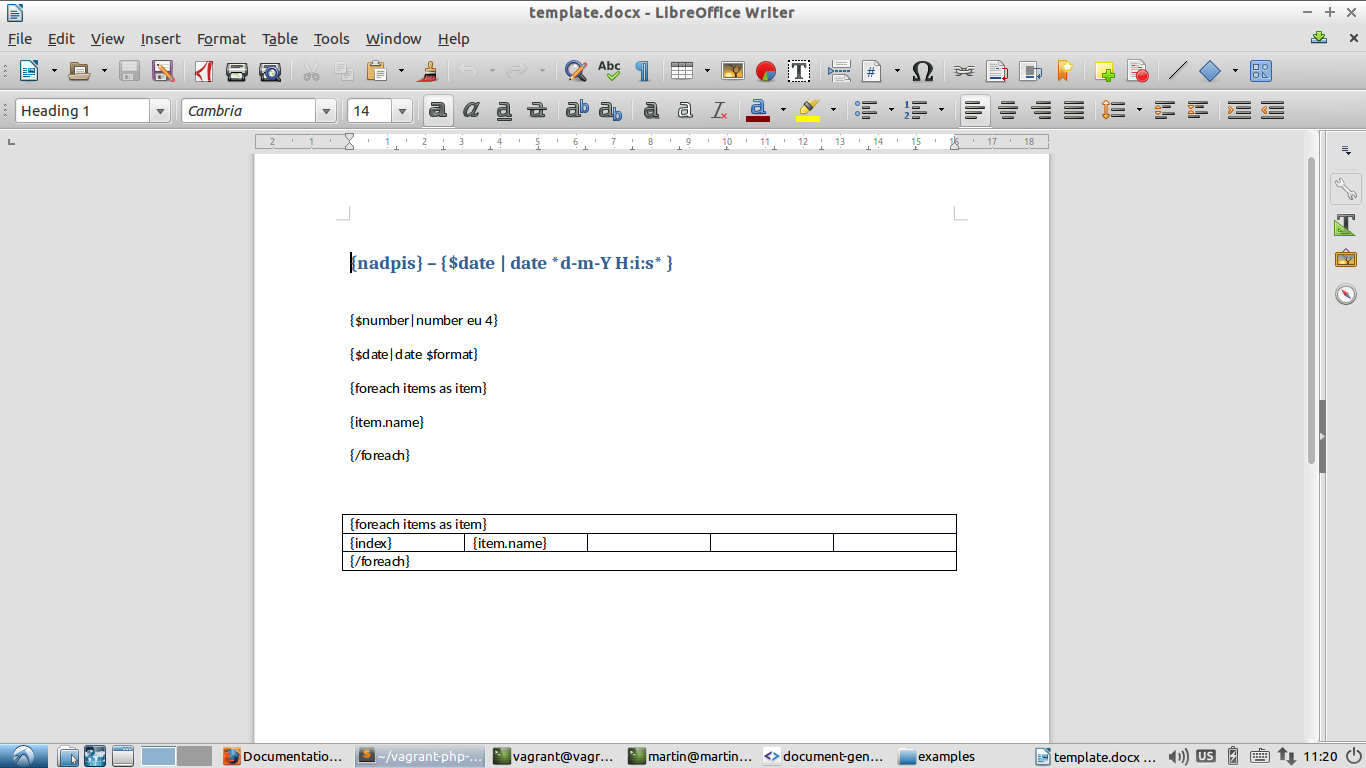 template.docx - LibreOffice Writer
File Edit View Insert Format Table Tools Window Help
Abc T # Ω
Heading 1 Cambria 14 a a a a ab ab a a I a
2 1 1 2 3 4 5 6 7 8 9 10 11 12 13 14 15 16 17 18
{nadpis} – {$date | date *d-m-Y H:i:s* }
{$number|number eu 4}
{$date|date $format}
{foreach items as item}
{item.name}
{/foreach}
{foreach items as item}
{index} {item.name}
{/foreach}
Documentatio... ~/vagrant-php-... vagrant@vagr... martin@martin... document-gen... examples template.docx ... US 11:20